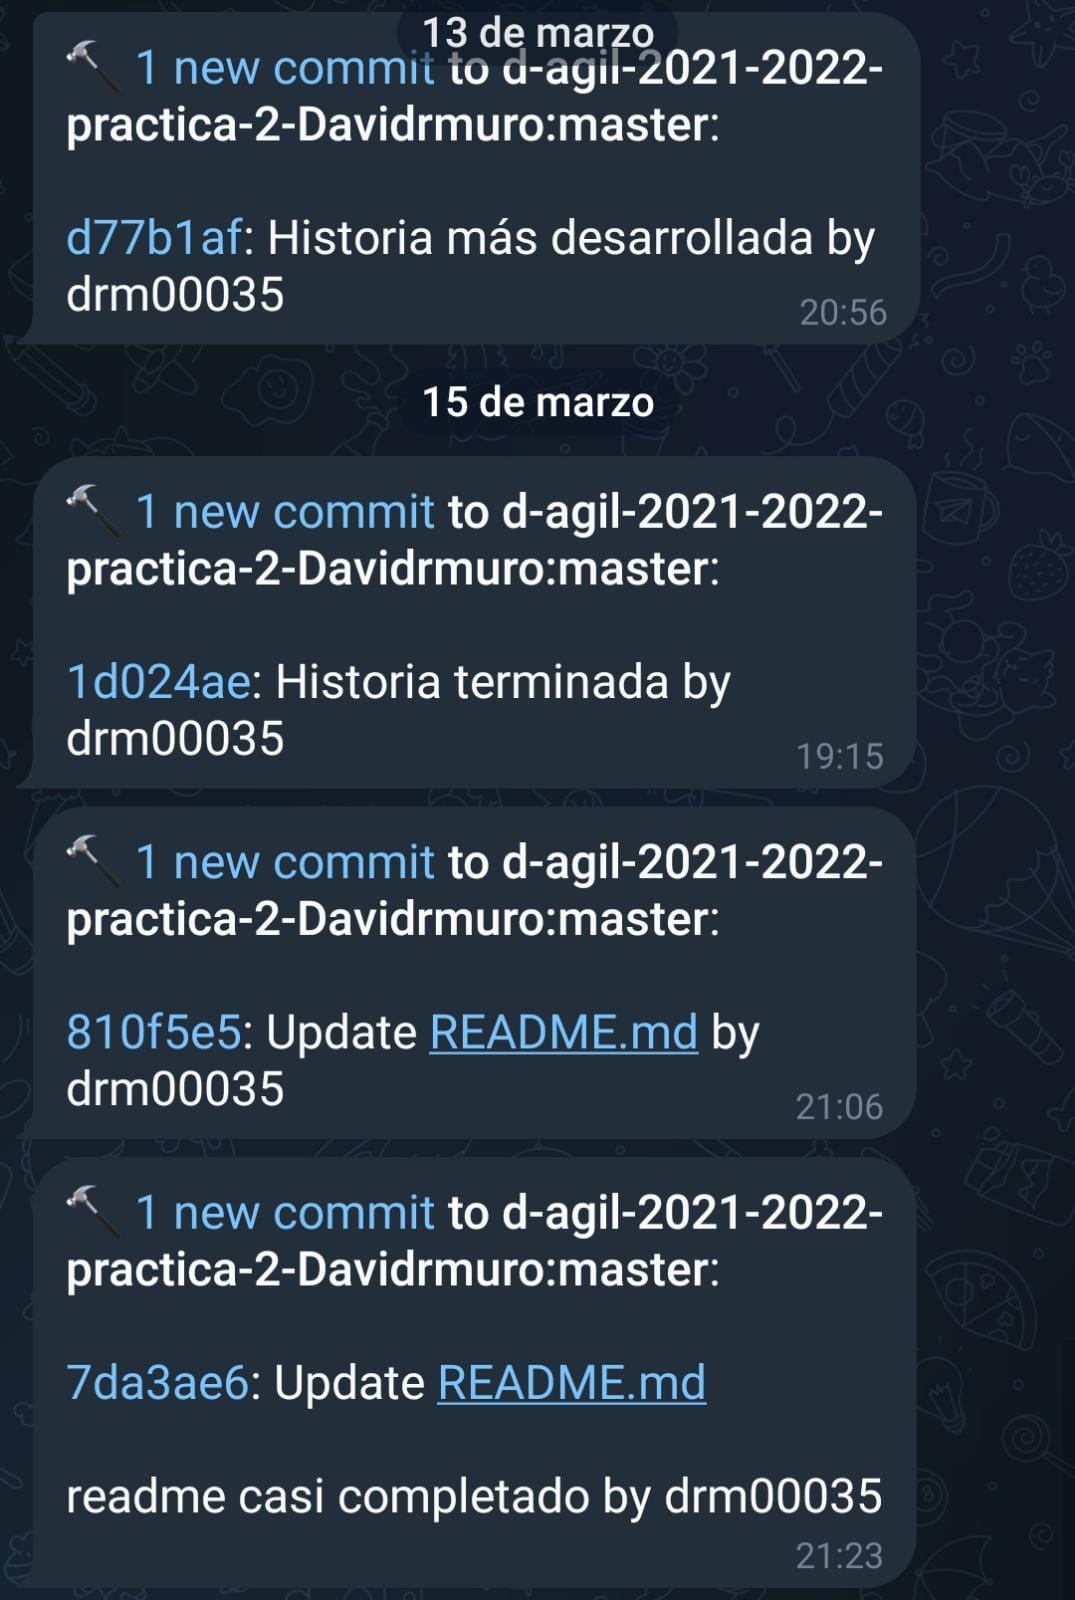 13 de marzo
1 new commit to d-agil-2021-2022-
practica-2-Davidrmuro:master:
d77b1af: Historia más desarrollada by
drm00035
20:56
15 de marzo
1 new commit to d-agil-2021-2022-
practica-2-Davidrmuro:master:
1d024ae: Historia terminada by
drm00035
19:15
1 new commit to d-agil-2021-2022-
practica-2-Davidrmuro:master:
810f5e5: Update README.md by
drm00035
21:06
1 new commit to d-agil-2021-2022-
practica-2-Davidrmuro:master:
7da3ae6: Update README.md
readme casi completado by drm00035
21:23